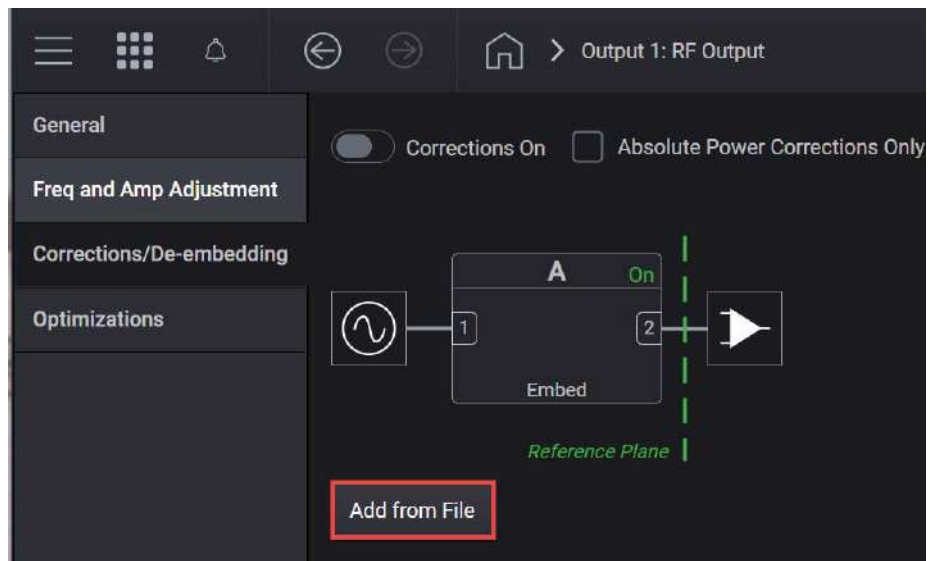 Output 1: RF Output
General
Freq and Amp Adjustment
Corrections/De-embedding
Optimizations
Corrections On
Absolute Power Corrections Only
A
On
1
2
Embed
Reference Plane
Add from File